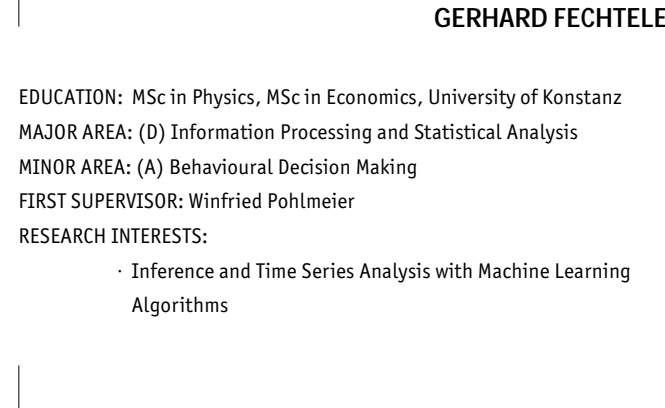 GERHARD FECHTELE
EDUCATION: MSc in Physics, MSc in Economics, University of Konstanz
MAJOR AREA: (D) Information Processing and Statistical Analysis
MINOR AREA: (A) Behavioural Decision Making
FIRST SUPERVISOR: Winfried Pohlmeier
RESEARCH INTERESTS:
· Inference and Time Series Analysis with Machine Learning
Algorithms